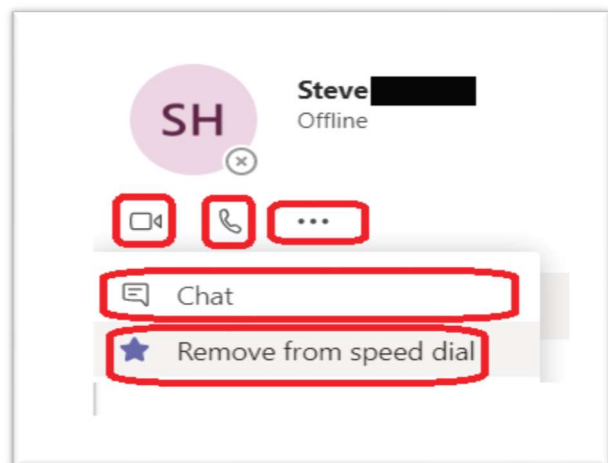 SH
Steve
Offline
...
Chat
Remove from speed dial